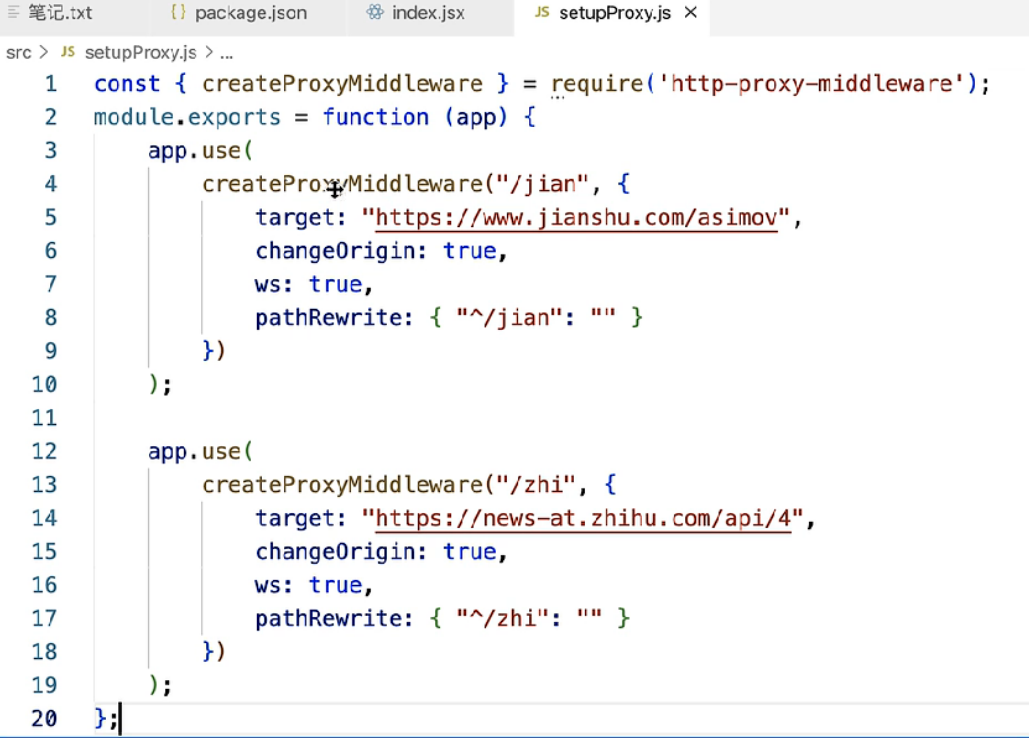 笔记.txt {} package.json index.jsx JS setupProxy.js ×
src > JS setupProxy.js > ...
1 const { createProxyMiddleware } = require('http-proxy-middleware');
2 module.exports = function (app) {
3 app.use(
4 createProxyMiddleware("/jian", {
5 target: "https://www.jianshu.com/asimov",
6 changeOrigin: true,
7 ws: true,
8 pathRewrite: { "^/jian": "" }
9 })
10 );
11
12 app.use(
13 createProxyMiddleware("/zhi", {
14 target: "https://news-at.zhihu.com/api/4",
15 changeOrigin: true,
16 ws: true,
17 pathRewrite: { "^/zhi": "" }
18 })
19 );
20 };